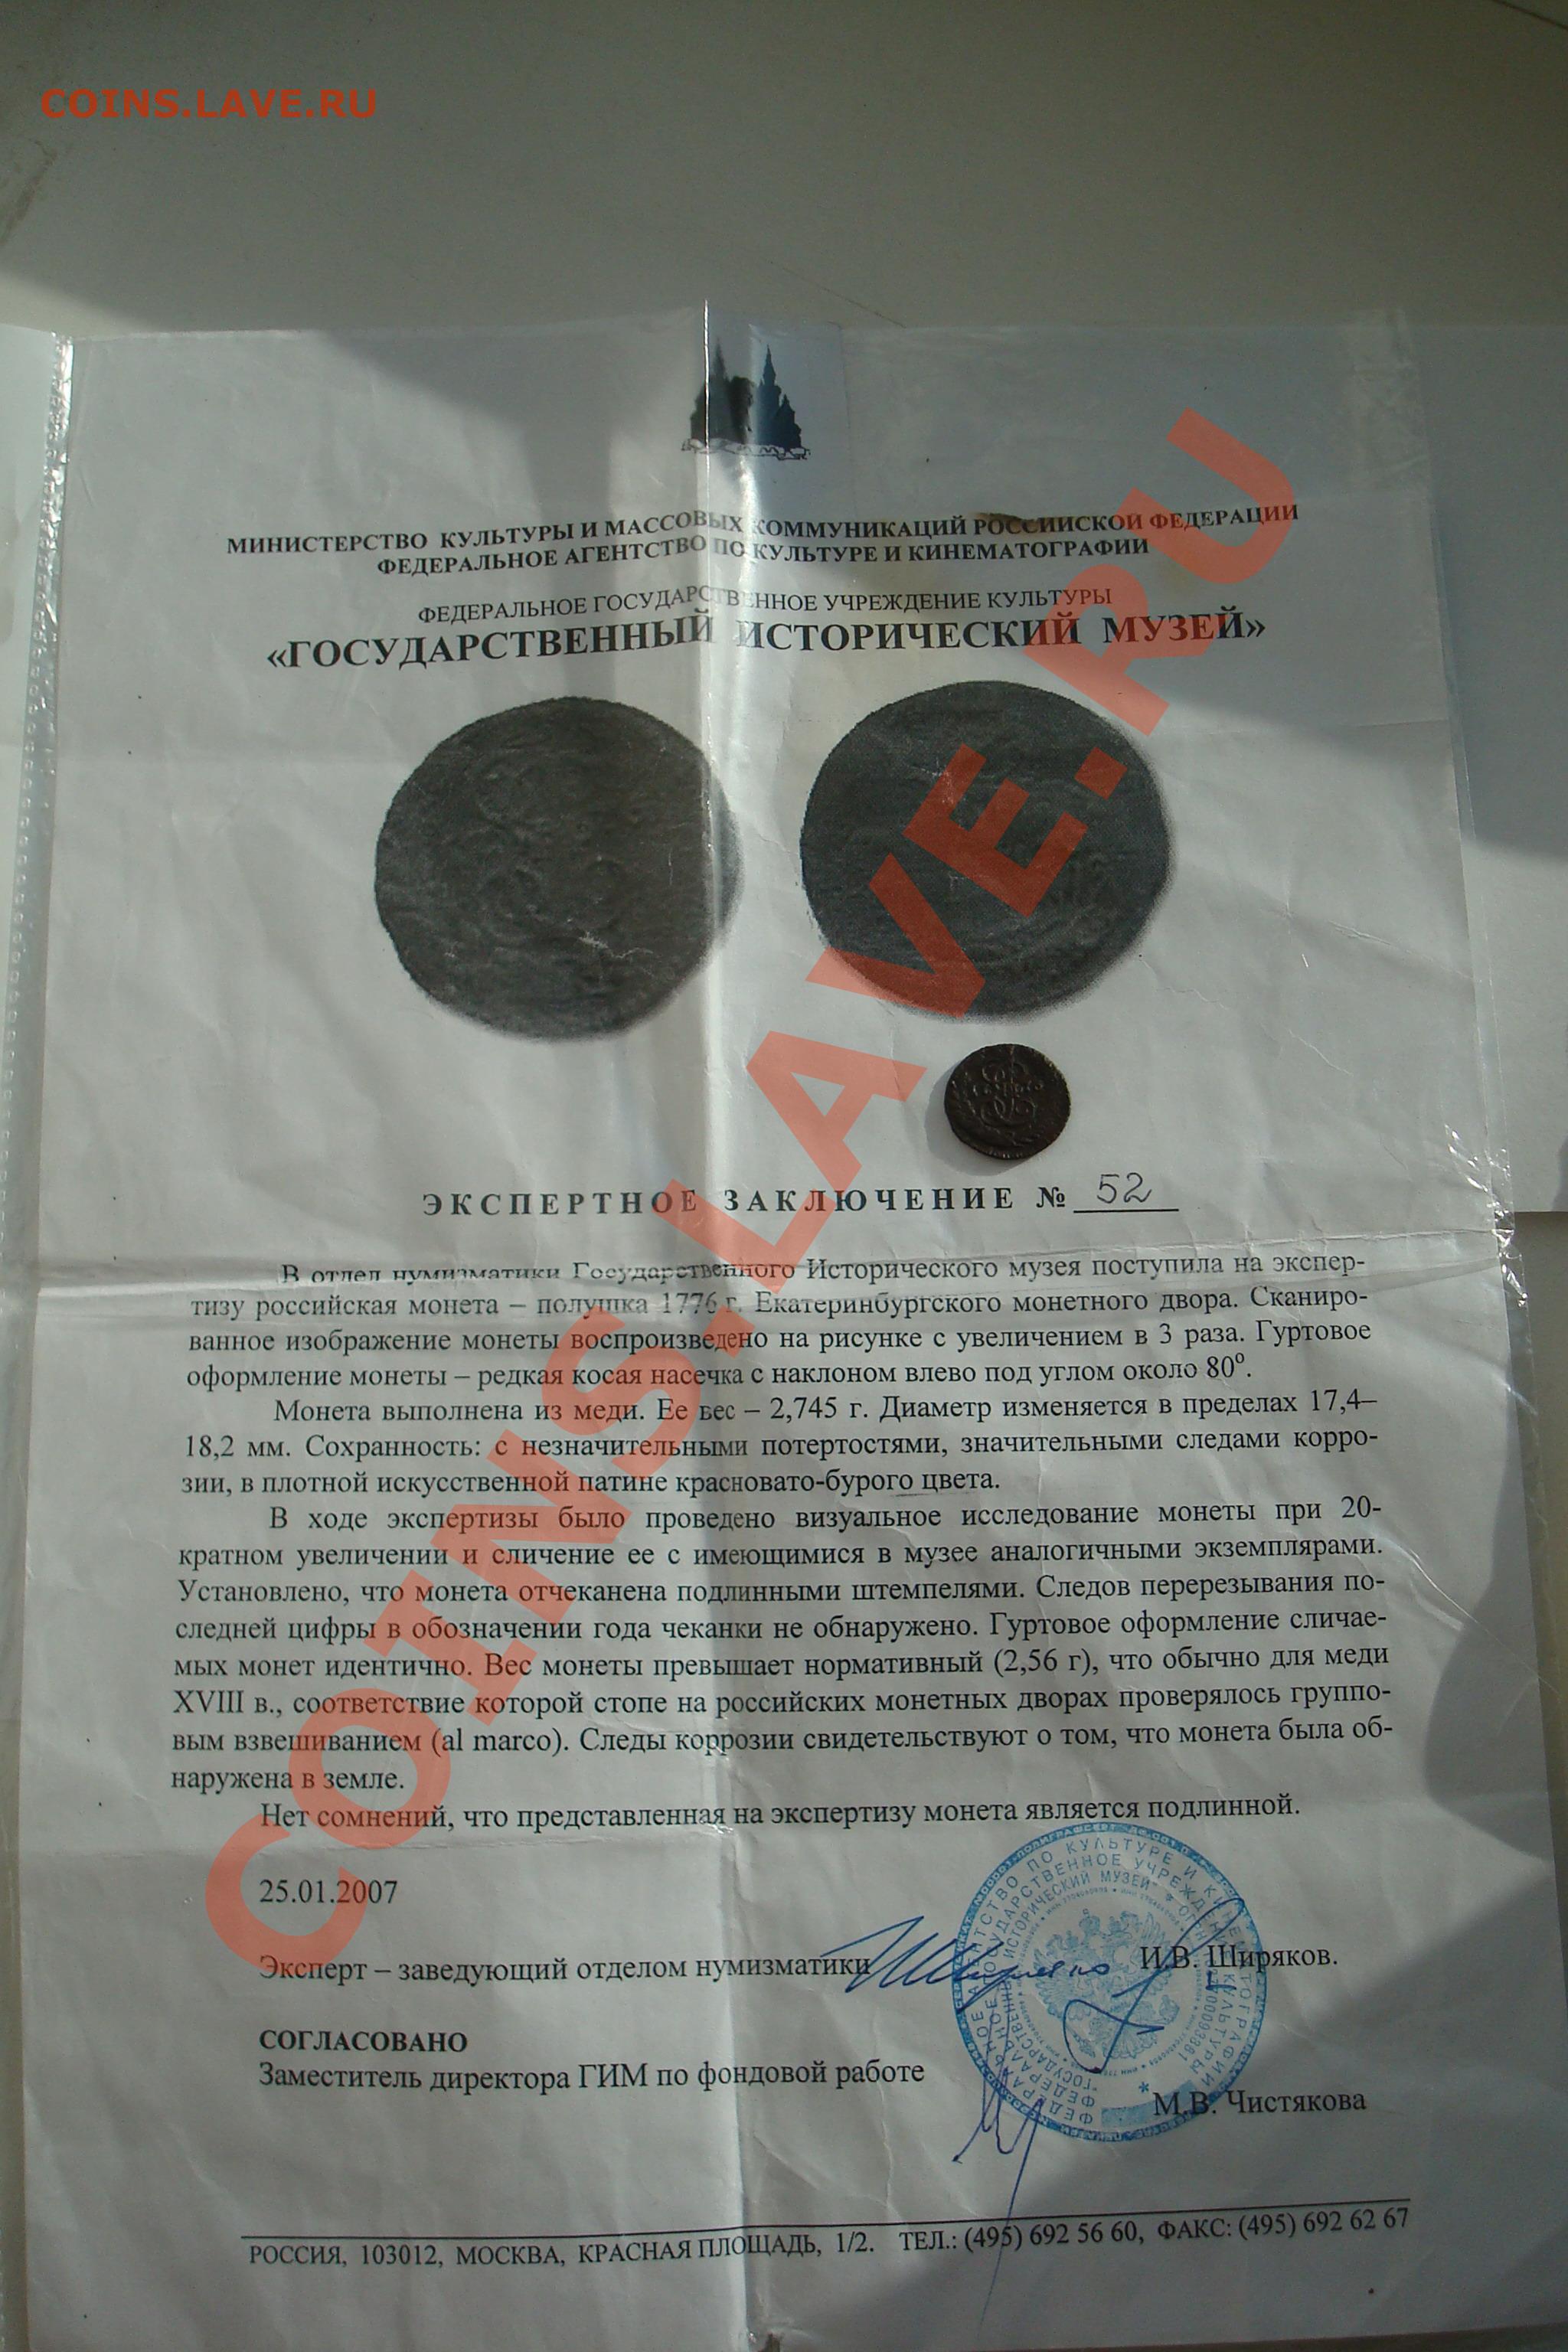 COINS.LAVE.RU
МИНИСТЕРСТВО КУЛЬТУРЫ И МАССОВЫХ КОММУНИКАЦИЙ РОССИЙСКОЙ ФЕДЕРАЦИИ
ФЕДЕРАЛЬНОЕ АГЕНТСТВО ПО КУЛЬТУРЕ И КИНЕМАТОГРАФИИ
ФЕДЕРАЛЬНОЕ ГОСУДАРСТВЕННОЕ УЧРЕЖДЕНИЕ КУЛЬТУРЫ
«ГОСУДАРСТВЕННЫЙ ИСТОРИЧЕСКИЙ МУЗЕЙ»
COINS.LAVE.RU
ЭКСПЕРТНОЕ ЗАКЛЮЧЕНИЕ № 52
В отдел нумизматики Государственного Исторического музея поступила на экспер-
тизу российская монета – полушка 1776 г. Екатеринбургского монетного двора. Сканиро-
ванное изображение монеты воспроизведено на рисунке с увеличением в 3 раза. Гуртовое
оформление монеты – редкая косая насечка с наклоном влево под углом около 80º.
Монета выполнена из меди. Ее вес – 2,745 г. Диаметр изменяется в пределах 17,4–
18,2 мм. Сохранность: с незначительными потертостями, значительными следами корро-
зии, в плотной искусственной патине красновато-бурого цвета.
В ходе экспертизы было проведено визуальное исследование монеты при 20-
кратном увеличении и сличение ее с имеющимися в музее аналогичными экземплярами.
Установлено, что монета отчеканена подлинными штемпелями. Следов перерезывания по-
следней цифры в обозначении года чеканки не обнаружено. Гуртовое оформление сличае-
мых монет идентично. Вес монеты превышает нормативный (2,56 г), что обычно для меди
XVIII в., соответствие которой стопе на российских монетных дворах проверялось группо-
вым взвешиванием (al marco). Следы коррозии свидетельствуют о том, что монета была об-
наружена в земле.
Нет сомнений, что представленная на экспертизу монета является подлинной.
25.01.2007
Эксперт – заведующий отделом нумизматики И.В. Ширяков.
СОГЛАСОВАНО
Заместитель директора ГИМ по фондовой работе
М.В. Чистякова
РОССИЯ, 103012, МОСКВА, КРАСНАЯ ПЛОЩАДЬ, 1/2. ТЕЛ.: (495) 692 56 60, ФАКС: (495) 692 62 67